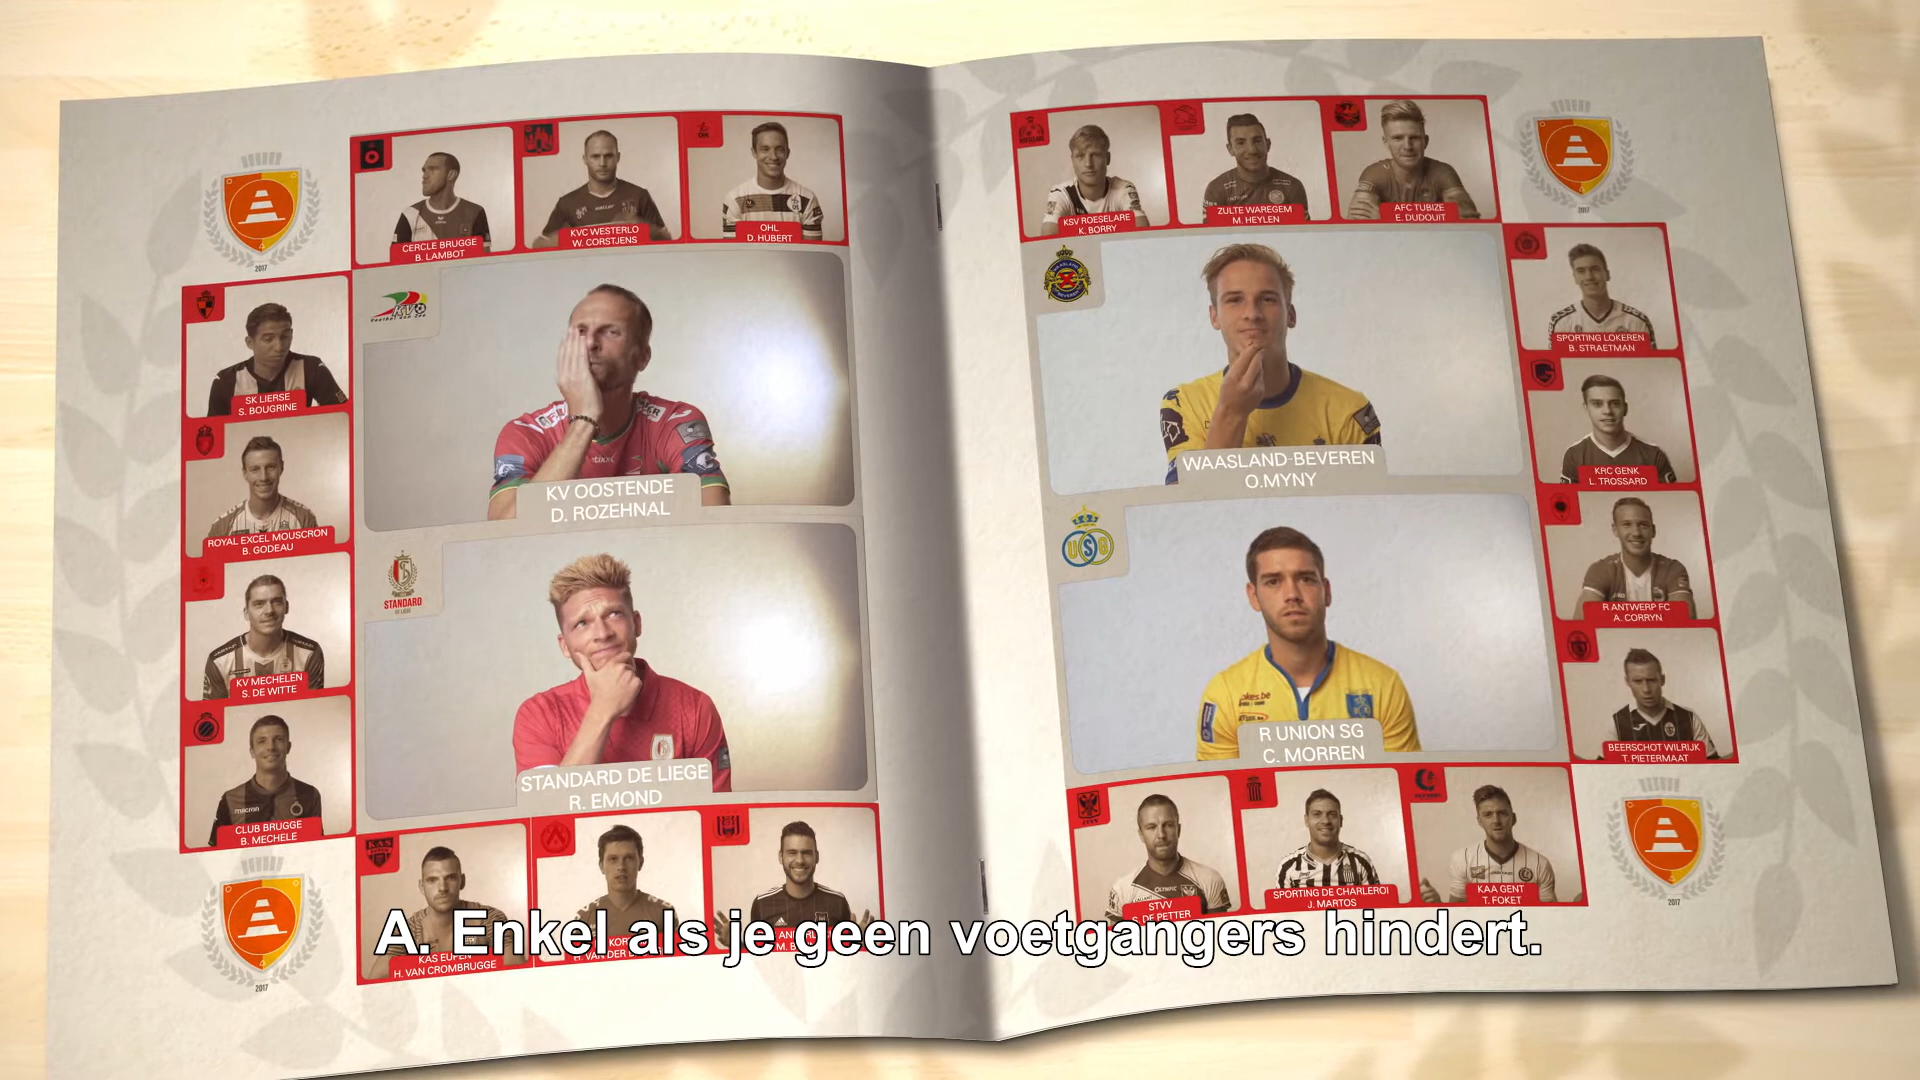 CERCLE BRUGGE
B. LAMBOT
KVC WESTERLO
W. CORSTJENS
OHL
D. HUBERT
2017
SK LIERSE
S. BOUGRINE
ROYAL EXCEL MOUSCRON
B. GODEAU
KV MECHELEN
S. DE WITTE
CLUB BRUGGE
B. MECHELE
KV OOSTENDE
D. ROZEHNAL
STANDARD
DE LIEGE
STANDARD DE LIEGE
R. EMOND
KAS EUPEN
H. VAN CROMBRUGGE
2017
KSV ROESELARE
K. BORRY
ZULTE WAREGEM
M. HEYLEN
AFC TUBIZE
E. DUDOUIT
2017
WAASLAND-BEVEREN
O.MYNY
R UNION SG
C. MORREN
SPORTING LOKEREN
B. STRAETMAN
KRC GENK
L. TROSSARD
R ANTWERP FC
A. CORRYN
BEERSCHOT WILRIJK
T. PIETERMAAT
STVV
S. DE PETTER
SPORTING DE CHARLEROI
J. MARTOS
KAA GENT
T. FOKET
2017
A. Enkel als je geen voetgangers hindert.